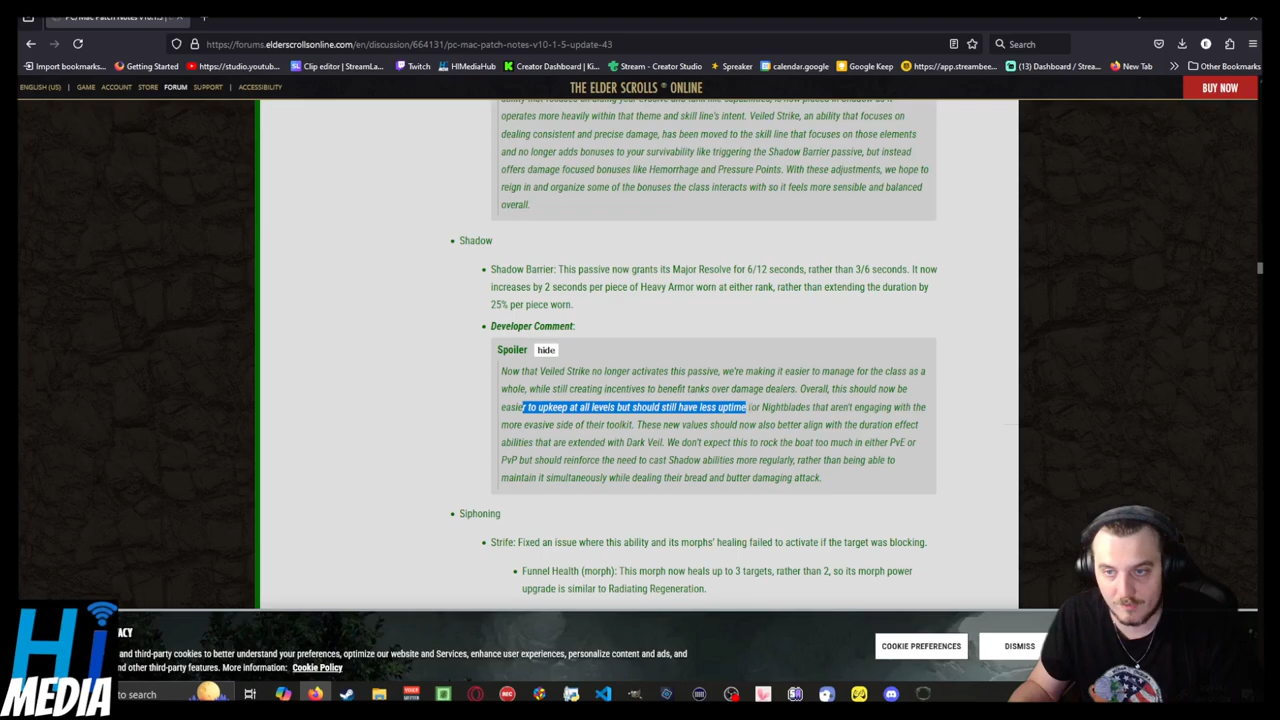 PC/Mac Patch Notes v10.1.5
https://forums.elderscrollsonline.com/en/discussion/664131/pc-mac-patch-notes-v10-1-5-update-43
Search
Import bookmarks... Getting Started https://studio.youtub... Clip editor | StreamLa... Twitch HIMediaHub Creator Dashboard | Ki... Stream - Creator Studio Spreaker calendar.google Google Keep https://app.streambee... (13) Dashboard / Strea... New Tab Other Bookmarks
ENGLISH (US) | GAME ACCOUNT STORE FORUM SUPPORT | ACCESSIBILITY THE ELDER SCROLLS ® ONLINE BUY NOW
operates more heavily within that theme and skill line's intent. Veiled Strike, an ability that focuses on
dealing consistent and precise damage, has been moved to the skill line that focuses on those elements
and no longer adds bonuses to your survivability like triggering the Shadow Barrier passive, but instead
offers damage focused bonuses like Hemorrhage and Pressure Points. With these adjustments, we hope to
reign in and organize some of the bonuses the class interacts with so it feels more sensible and balanced
overall.
• Shadow
• Shadow Barrier: This passive now grants its Major Resolve for 6/12 seconds, rather than 3/6 seconds. It now
increases by 2 seconds per piece of Heavy Armor worn at either rank, rather than extending the duration by
25% per piece worn.
• Developer Comment:
Spoiler hide
Now that Veiled Strike no longer activates this passive, we're making it easier to manage for the class as a
whole, while still creating incentives to benefit tanks over damage dealers. Overall, this should now be
easier to upkeep at all levels but should still have less uptime for Nightblades that aren't engaging with the
more evasive side of their toolkit. These new values should now also better align with the duration effect
abilities that are extended with Dark Veil. We don't expect this to rock the boat too much in either PvE or
PvP but should reinforce the need to cast Shadow abilities more regularly, rather than being able to
maintain it simultaneously while dealing their bread and butter damaging attack.
• Siphoning
• Strife: Fixed an issue where this ability and its morphs' healing failed to activate if the target was blocking.
• Funnel Health (morph): This morph now heals up to 3 targets, rather than 2, so its morph power
upgrade is similar to Radiating Regeneration.
ACY
and third-party cookies to better understand your preferences, optimize our website and Services, enhance user experiences, personalize content and ads, and
nd other third-party features. More information: Cookie Policy
COOKIE PREFERENCES DISMISS
Hi
MEDIA
to search